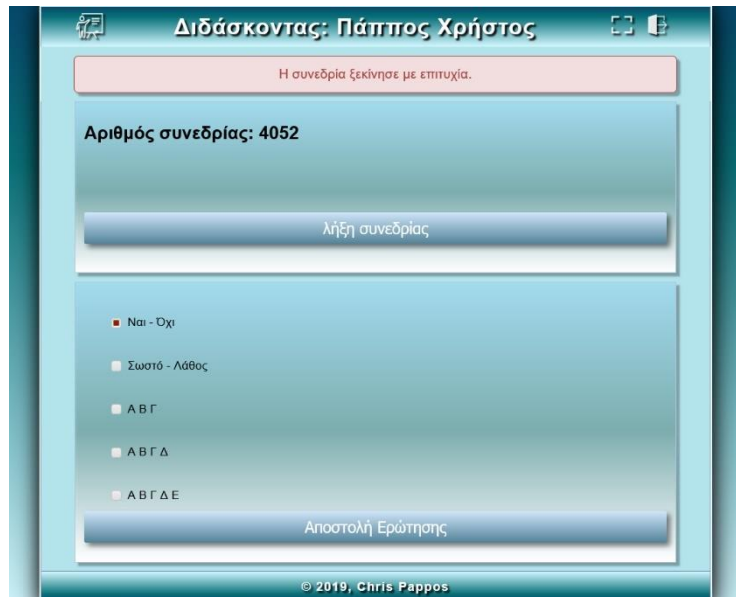 Διδάσκοντας: Πάππος Χρήστος
Η συνεδρία ξεκίνησε με επιτυχία.
Αριθμός συνεδρίας: 4052
λήξη συνεδρίας
Ναι - Όχι
Σωστό - Λάθος
Α Β Γ
Α Β Γ Δ
Α Β Γ Δ Ε
Αποστολή Ερώτησης
© 2019, Chris Pappos